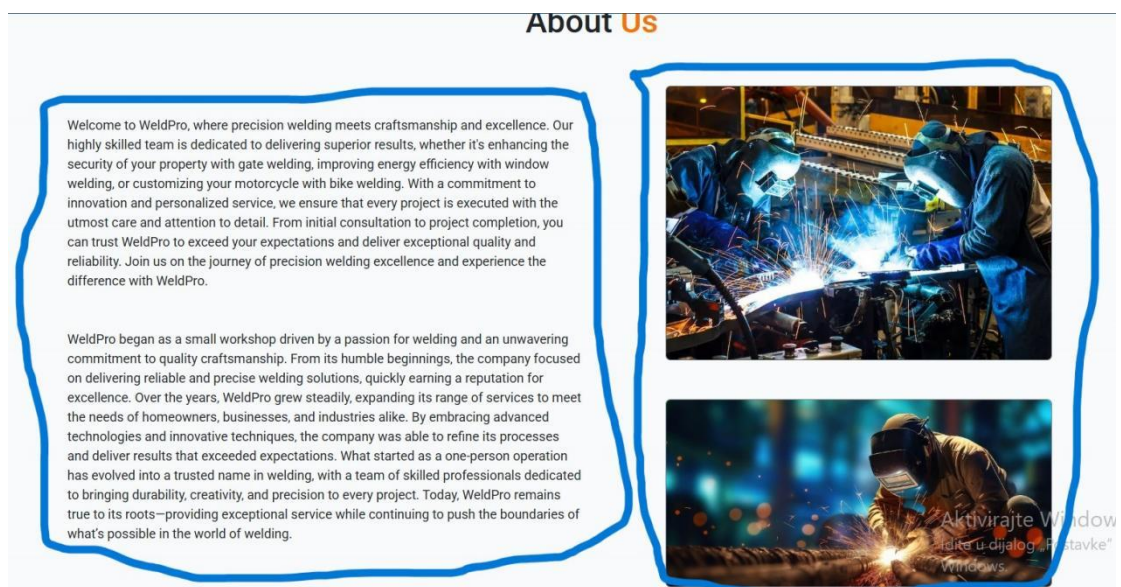 About Us
Welcome to WeldPro, where precision welding meets craftsmanship and excellence. Our
highly skilled team is dedicated to delivering superior results, whether it's enhancing the
security of your property with gate welding, improving energy efficiency with window
welding, or customizing your motorcycle with bike welding. With a commitment to
innovation and personalized service, we ensure that every project is executed with the
utmost care and attention to detail. From initial consultation to project completion, you
can trust WeldPro to exceed your expectations and deliver exceptional quality and
reliability. Join us on the journey of precision welding excellence and experience the
difference with WeldPro.
WeldPro began as a small workshop driven by a passion for welding and an unwavering
commitment to quality craftsmanship. From its humble beginnings, the company focused
on delivering reliable and precise welding solutions, quickly earning a reputation for
excellence. Over the years, WeldPro grew steadily, expanding its range of services to meet
the needs of homeowners, businesses, and industries alike. By embracing advanced
technologies and innovative techniques, the company was able to refine its processes
and deliver results that exceeded expectations. What started as a one-person operation
has evolved into a trusted name in welding, with a team of skilled professionals dedicated
to bringing durability, creativity, and precision to every project. Today, WeldPro remains
true to its roots—providing exceptional service while continuing to push the boundaries of
what’s possible in the world of welding.
Aktivirajte Window
Idite u dijalog „Postavke"
Windows.